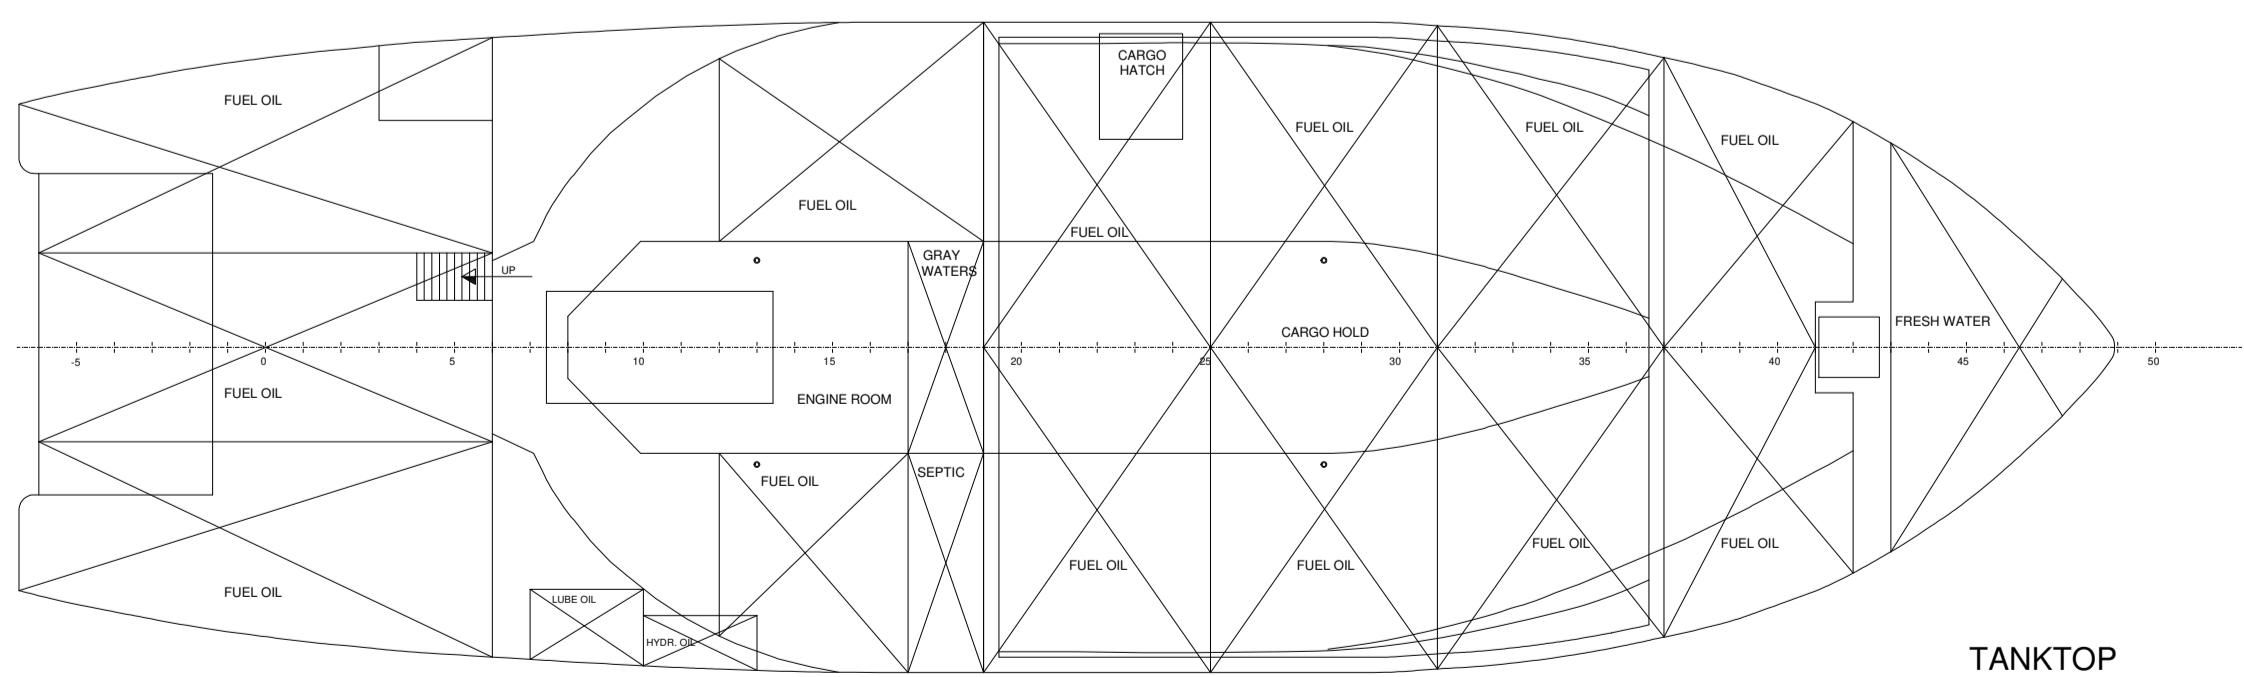 CARGO
HATCH
FUEL OIL
FUEL OIL
FUEL OIL
FUEL OIL
FUEL OIL
FUEL OIL
GRAY
WATERS
UP
FRESH WATER
CARGO HOLD
-5
0
5
10
15
20
25
30
35
40
45
50
FUEL OIL
ENGINE ROOM
SEPTIC
FUEL OIL
FUEL OIL
FUEL OIL
FUEL OIL
FUEL OIL
FUEL OIL
LUBE OIL
HYDR. OIL
TANKTOP